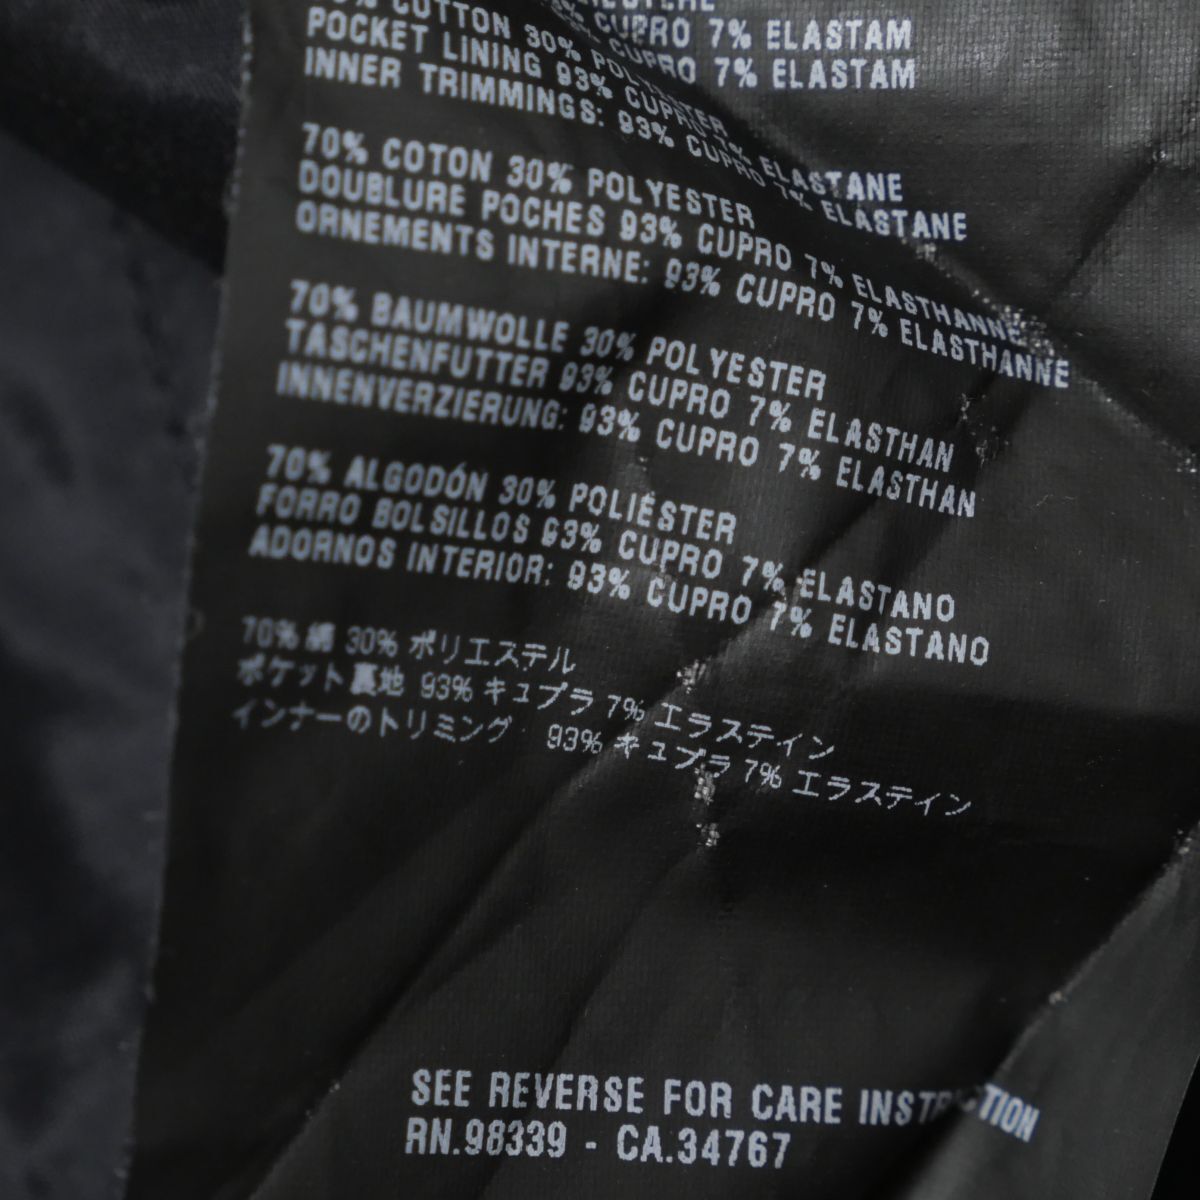 CUPRO 7% ELASTAM
CUPRO 7% ELASTAM
COTTON 30% POLYESTER
POCKET LINING 93% CUPRO 7% ELASTANE
INNER TRIMMINGS: 93% CUPRO 7% ELASTANE
70% COTON 30% POLYESTER
DOUBLURE POCHES 93% CUPRO 7% ELASTHANNE
ORNEMENTS INTERNE: 93% CUPRO 7% ELASTHANNE
70% BAUMWOLLE 30% POLYESTER
TASCHENFUTTER 93% CUPRO 7% ELASTHAN
INNENVERZIERUNG: 93% CUPRO 7% ELASTHAN
70% ALGODÓN 30% POLIÉSTER
FORRO BOLSILLOS 93% CUPRO 7% ELASTANO
ADORNOS INTERIOR: 93% CUPRO 7% ELASTANO
70% 綿 30% ポリエステル
ポケット裏地 93% キュプラ 7% エラステイン
インナーのトリミング 93% キュプラ 7% エラステイン
SEE REVERSE FOR CARE INSTRUCTION
RN.98339 - CA.34767